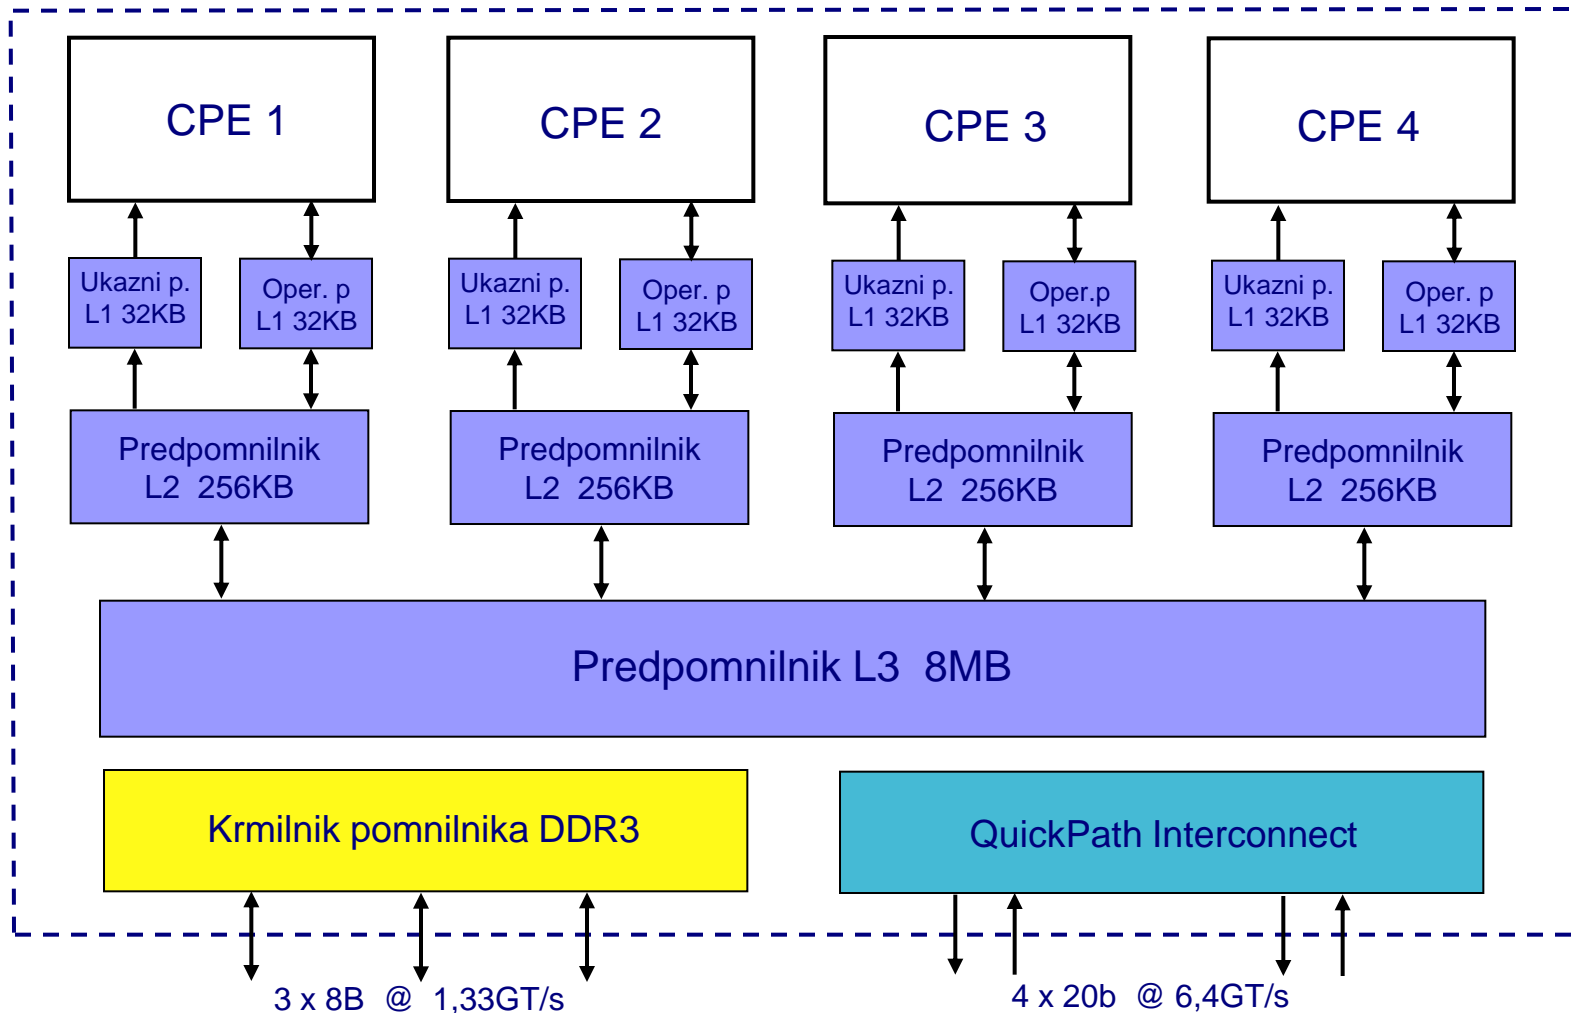 CPE 1
CPE 2
CPE 3
CPE 4
Ukazni p.
L1 32KB
Oper. p
L1 32KB
Ukazni p.
L1 32KB
Oper. p
L1 32KB
Ukazni p.
L1 32KB
Oper.p
L1 32KB
Ukazni p.
L1 32KB
Oper. p
L1 32KB
Predpomnilnik
L2 256KB
Predpomnilnik
L2 256KB
Predpomnilnik
L2 256KB
Predpomnilnik
L2 256KB
Predpomnilnik L3 8MB
Krmilnik pomnilnika DDR3
QuickPath Interconnect
3 x 8B @ 1,33GT/s
4 x 20b @ 6,4GT/s